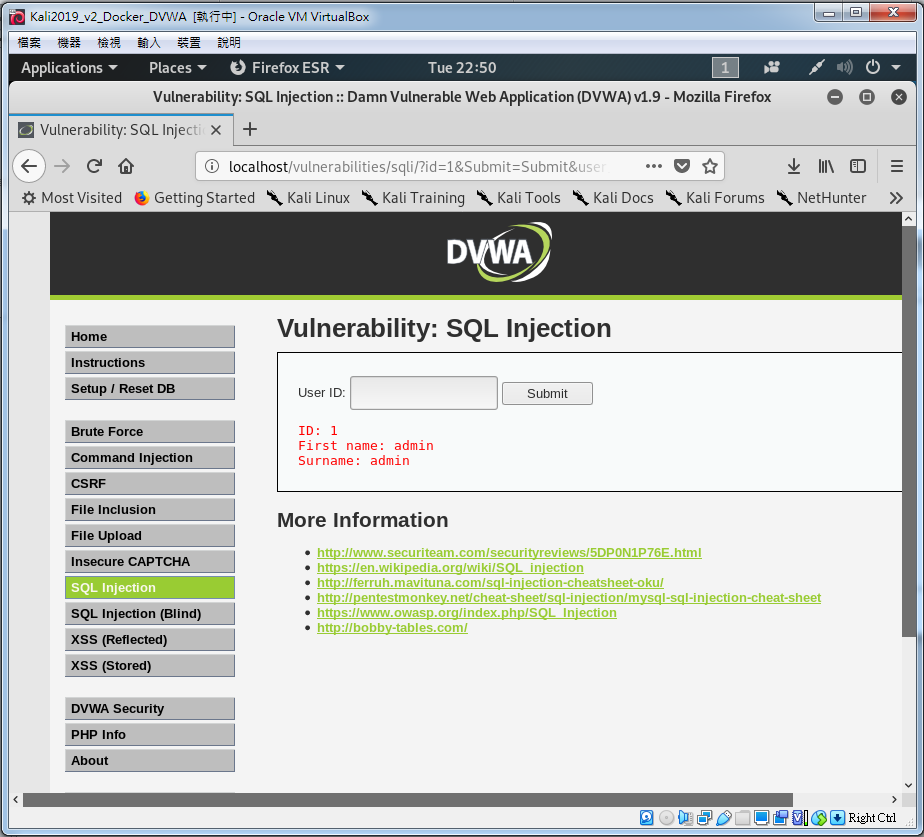 Kali2019_v2_Docker_DVWA [執行中] - Oracle VM VirtualBox
檔案 機器 檢視 輸入 裝置 說明
Applications Places Firefox ESR Tue 22:50 1
Vulnerability: SQL Injection :: Damn Vulnerable Web Application (DVWA) v1.9 - Mozilla Firefox
Vulnerability: SQL Injecti
localhost/vulnerabilities/sqli/?id=1&Submit=Submit&user
Most Visited Getting Started Kali Linux Kali Training Kali Tools Kali Docs Kali Forums NetHunter
DVWA
Home
Instructions
Setup / Reset DB
Brute Force
Command Injection
CSRF
File Inclusion
File Upload
Insecure CAPTCHA
SQL Injection
SQL Injection (Blind)
XSS (Reflected)
XSS (Stored)
DVWA Security
PHP Info
About
Vulnerability: SQL Injection
User ID: Submit
ID: 1
First name: admin
Surname: admin
More Information
http://www.securiteam.com/securityreviews/5DP0N1P76E.html
https://en.wikipedia.org/wiki/SQL_injection
http://ferruh.mavituna.com/sql-injection-cheatsheet-oku/
http://pentestmonkey.net/cheat-sheet/sql-injection/mysql-sql-injection-cheat-sheet
https://www.owasp.org/index.php/SQL_Injection
http://bobby-tables.com/
Right Ctrl